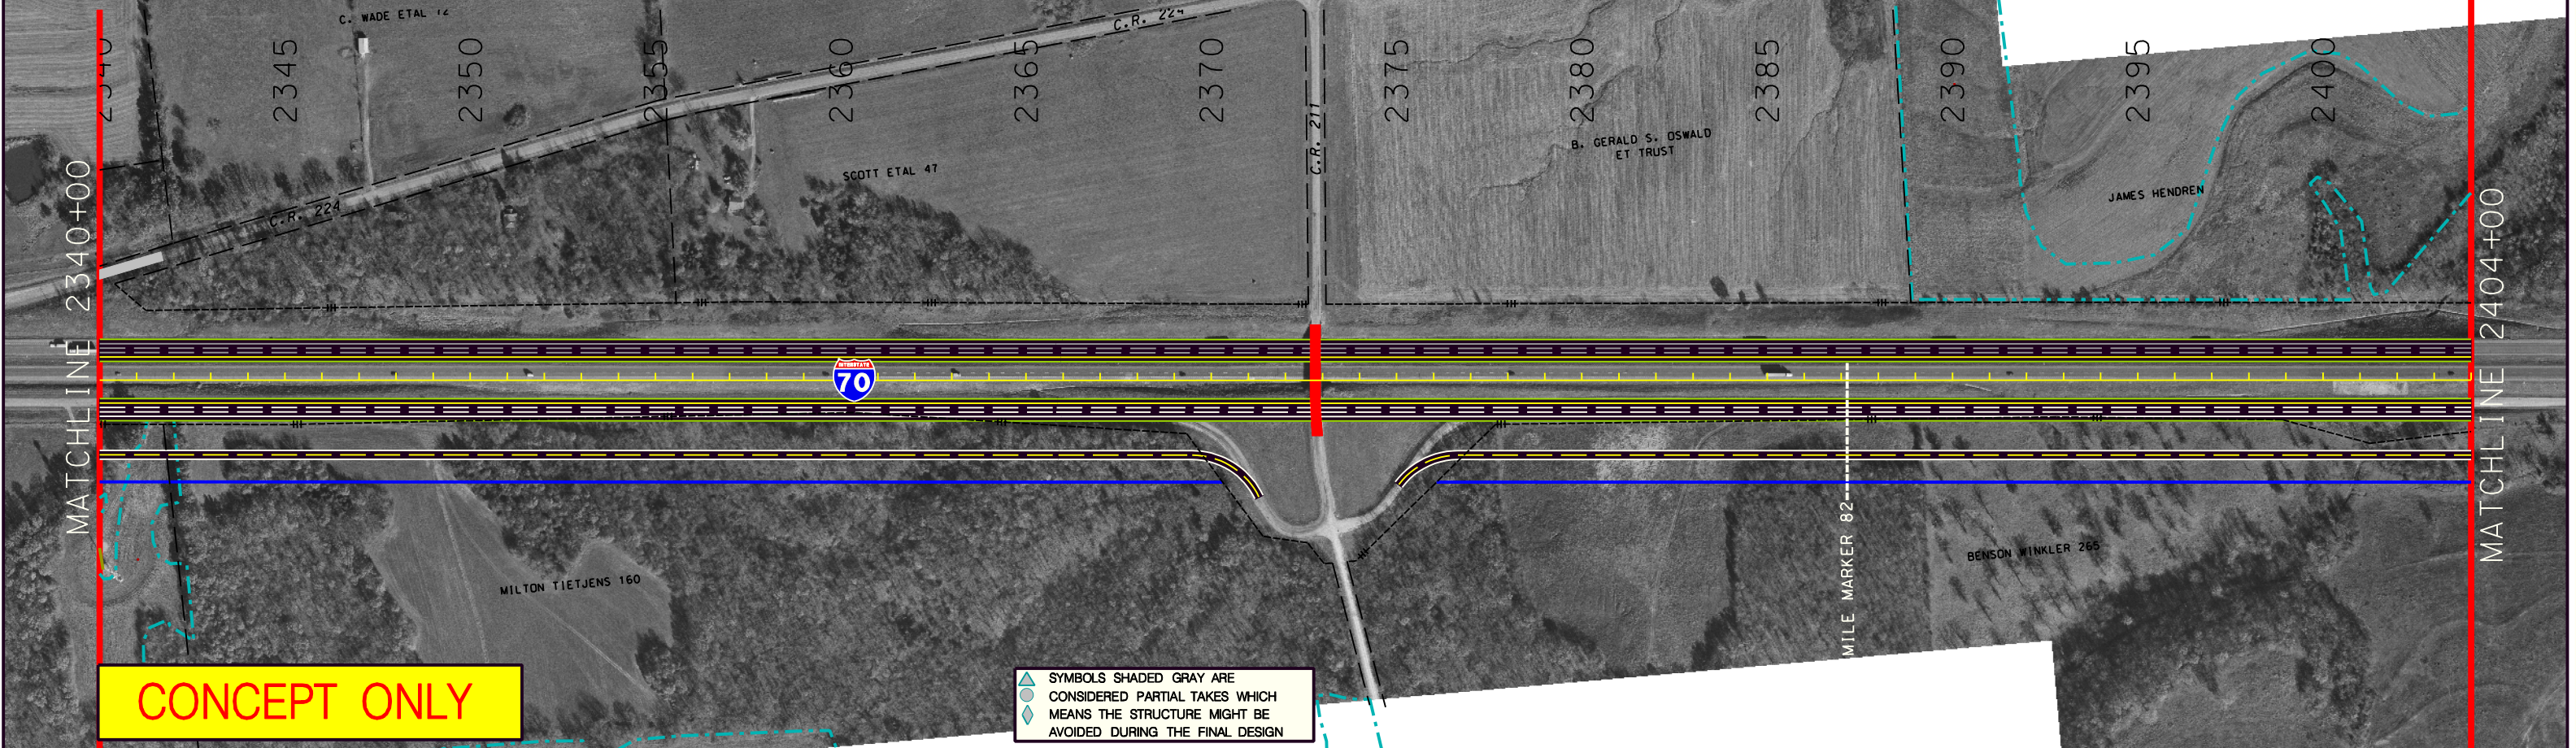 C. WADE ETAL 12
C.R. 224
2340
2345
2350
2355
2360
2365
2370
2375
2380
2385
2390
2395
2400
C.R. 211
B. GERALD S. OSWALD
ET TRUST
SCOTT ETAL 47
JAMES HENDREN
C.R. 224
MATCHLINE 2340+00
MATCHLINE 2404+00
INTERSTATE
70
MILE MARKER 82
BENSON WINKLER 265
MILTON TIETJENS 160
CONCEPT ONLY
SYMBOLS SHADED GRAY ARE
CONSIDERED PARTIAL TAKES WHICH
MEANS THE STRUCTURE MIGHT BE
AVOIDED DURING THE FINAL DESIGN